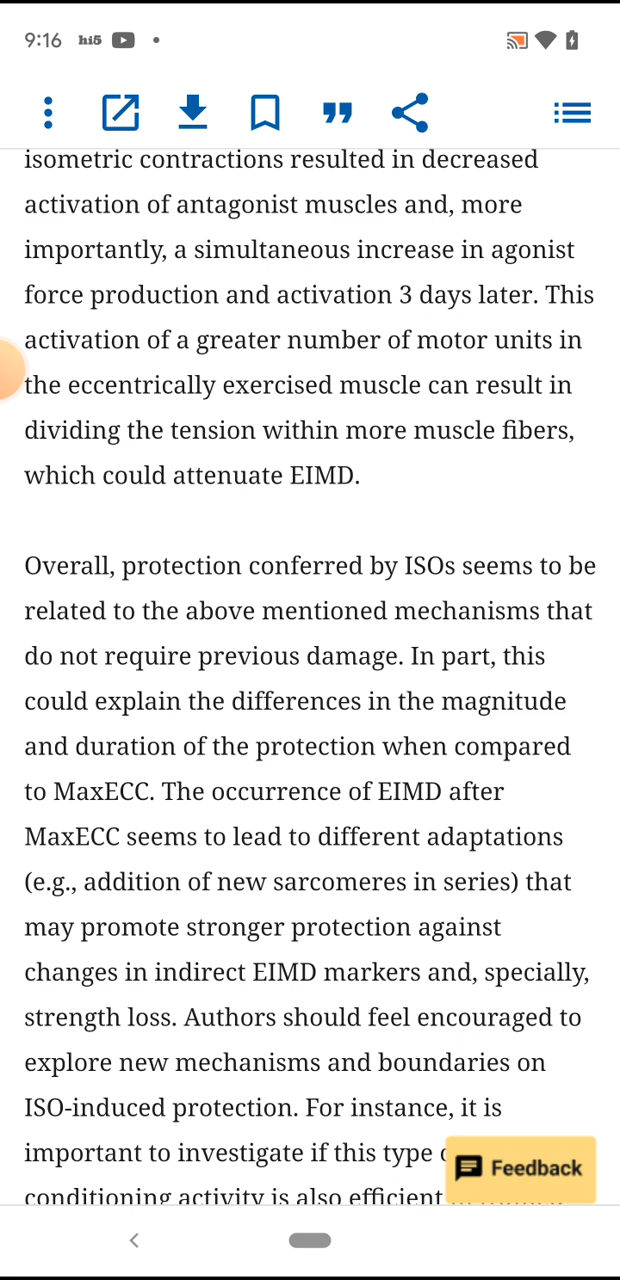 9:16 hi5
isometric contractions resulted in decreased
activation of antagonist muscles and, more
importantly, a simultaneous increase in agonist
force production and activation 3 days later. This
activation of a greater number of motor units in
the eccentrically exercised muscle can result in
dividing the tension within more muscle fibers,
which could attenuate EIMD.
Overall, protection conferred by ISOs seems to be
related to the above mentioned mechanisms that
do not require previous damage. In part, this
could explain the differences in the magnitude
and duration of the protection when compared
to MaxECC. The occurrence of EIMD after
MaxECC seems to lead to different adaptations
(e.g., addition of new sarcomeres in series) that
may promote stronger protection against
changes in indirect EIMD markers and, specially,
strength loss. Authors should feel encouraged to
explore new mechanisms and boundaries on
ISO-induced protection. For instance, it is
important to investigate if this type
conditioning activity is also efficient
Feedback